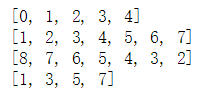 [0, 1, 2, 3, 4]
[1, 2, 3, 4, 5, 6, 7]
[8, 7, 6, 5, 4, 3, 2]
[1, 3, 5, 7]